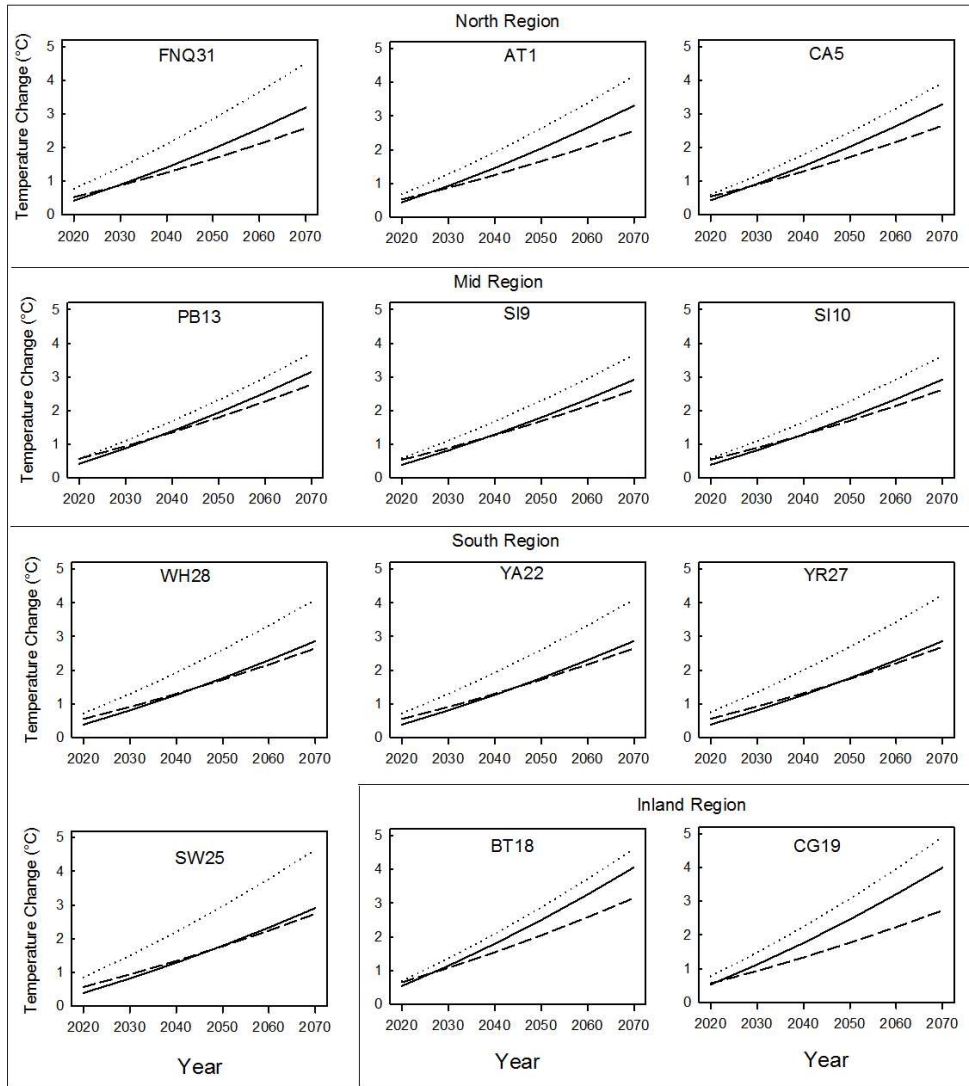 North Region
Temperature Change (°C)
FNQ31
AT1
CA5
5 5 5
4 4 4
3 3 3
2 2 2
1 1 1
0 0 0
2020 2030 2040 2050 2060 2070 2020 2030 2040 2050 2060 2070 2020 2030 2040 2050 2060 2070
Mid Region
Temperature Change (°C)
PB13
SI9
SI10
5 5 5
4 4 4
3 3 3
2 2 2
1 1 1
0 0 0
2020 2030 2040 2050 2060 2070 2020 2030 2040 2050 2060 2070 2020 2030 2040 2050 2060 2070
South Region
Temperature Change (°C)
WH28
YA22
YR27
5 5 5
4 4 4
3 3 3
2 2 2
1 1 1
0 0 0
2020 2030 2040 2050 2060 2070 2020 2030 2040 2050 2060 2070 2020 2030 2040 2050 2060 2070
Inland Region
Temperature Change (°C)
SW25
BT18
CG19
5 5 5
4 4 4
3 3 3
2 2 2
1 1 1
0 0 0
2020 2030 2040 2050 2060 2070 2020 2030 2040 2050 2060 2070 2020 2030 2040 2050 2060 2070
Year Year Year